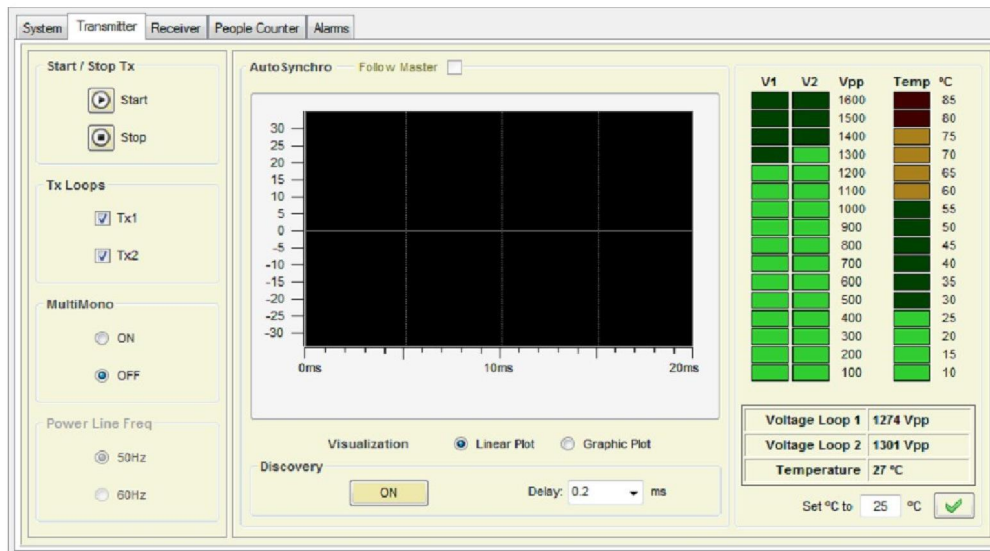 System Transmitter Receiver People Counter Alarms
Start / Stop Tx
Start
Stop
Tx Loops
Tx1
Tx2
MultiMono
ON
OFF
Power Line Freq
50Hz
60Hz
AutoSynchro Follow Master
30
25
20
15
10
5
0
-5
-10
-15
-20
-25
-30
0ms 10ms 20ms
Visualization Linear Plot Graphic Plot
Discovery
ON Delay: 0.2 ms
V1 V2 Vpp Temp ºC
1600 85
1500 80
1400 75
1300 70
1200 65
1100 60
1000 55
900 50
800 45
700 40
600 35
500 30
400 25
300 20
200 15
100 10
Voltage Loop 1 1274 Vpp
Voltage Loop 2 1301 Vpp
Temperature 27 ºC
Set ºC to 25 ºC